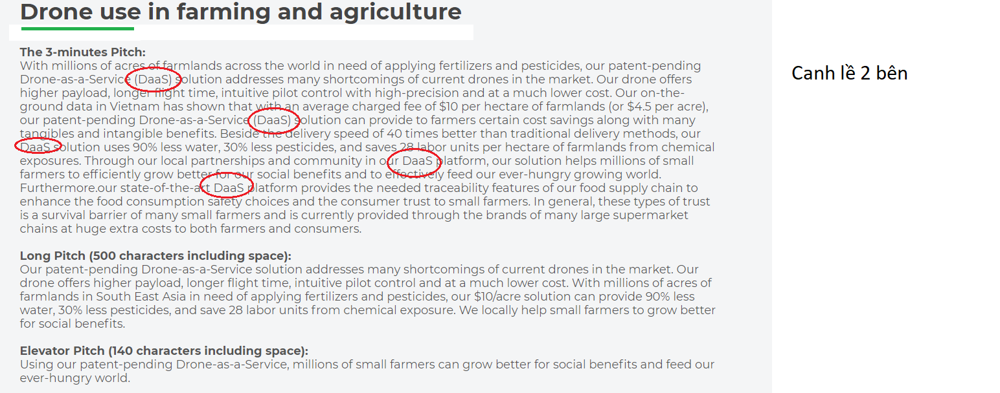 Drone use in farming and agriculture
Canh lề 2 bên
The 3-minutes Pitch:
With millions of acres of farmlands across the world in need of applying fertilizers and pesticides, our patent-pending
Drone-as-a-Service (DaaS) solution addresses many shortcomings of current drones in the market. Our drone offers
higher payload, longer flight time, intuitive pilot control with high-precision and at a much lower cost. Our on-the-
ground data in Vietnam has shown that with an average charged fee of $10 per hectare of farmlands (or $4.5 per acre),
our patent-pending Drone-as-a-Service (DaaS) solution can provide to farmers certain cost savings along with many
tangibles and intangible benefits. Beside the delivery speed of 40 times better than traditional delivery methods, our
DaaS solution uses 90% less water, 30% less pesticides, and saves 28 labor units per hectare of farmlands from chemical
exposures. Through our local partnerships and community in our DaaS platform, our solution helps millions of small
farmers to efficiently grow better for our social benefits and to effectively feed our ever-hungry growing world.
Furthermore.our state-of-the-art DaaS platform provides the needed traceability features of our food supply chain to
enhance the food consumption safety choices and the consumer trust to small farmers. In general, these types of trust
is a survival barrier of many small farmers and is currently provided through the brands of many large supermarket
chains at huge extra costs to both farmers and consumers.
Long Pitch (500 characters including space):
Our patent-pending Drone-as-a-Service solution addresses many shortcomings of current drones in the market. Our
drone offers higher payload, longer flight time, intuitive pilot control and at a much lower cost. With millions of acres of
farmlands in South East Asia in need of applying fertilizers and pesticides, our $10/acre solution can provide 90% less
water, 30% less pesticides, and save 28 labor units from chemical exposure. We locally help small farmers to grow better
for social benefits.
Elevator Pitch (140 characters including space):
Using our patent-pending Drone-as-a-Service, millions of small farmers can grow better for social benefits and feed our
ever-hungry world.